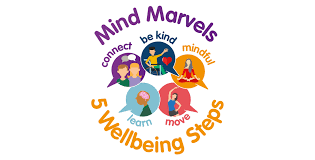 Mind Marvels
connect
be kind
mindful
learn
move
5 Wellbeing Steps